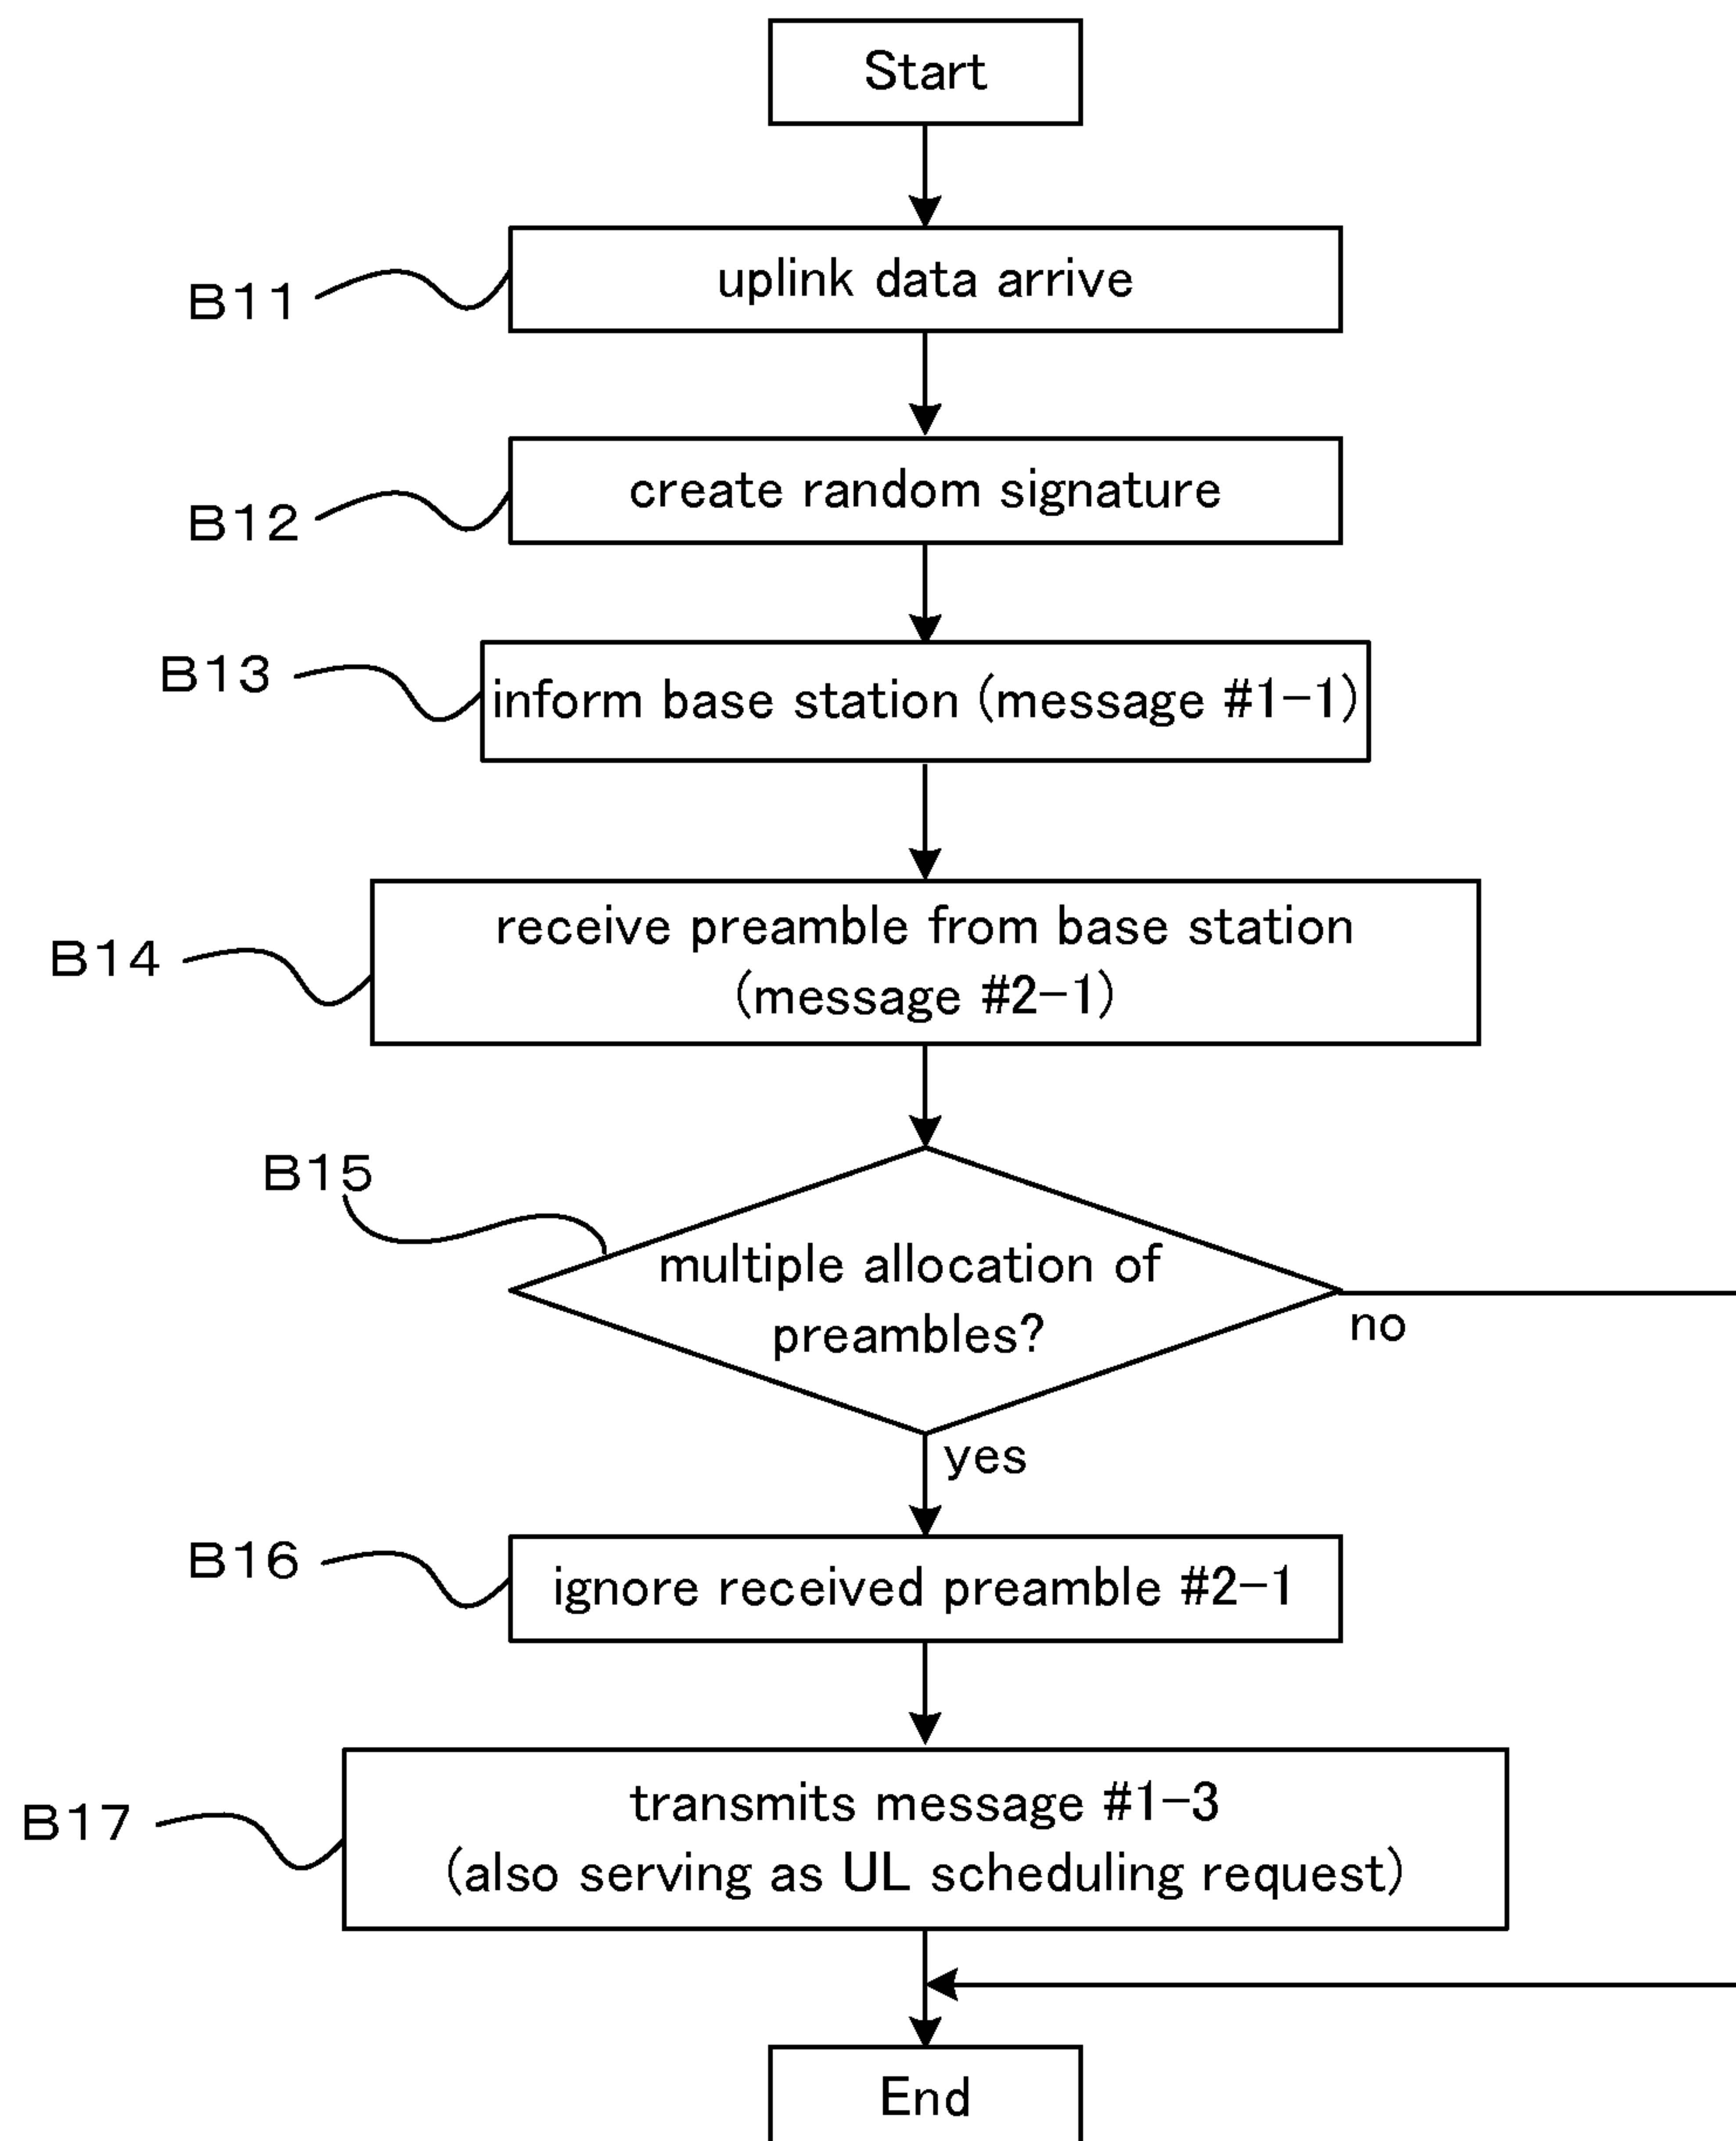 Start
B11
uplink data arrive
B12
create random signature
B13
inform base station (message #1-1)
B14
receive preamble from base station
(message #2-1)
B15
multiple allocation of
preambles?
no
yes
B16
ignore received preamble #2-1
B17
transmits message #1-3
(also serving as UL scheduling request)
End